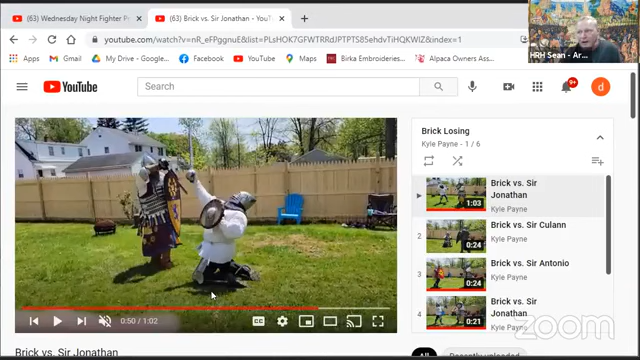 (63) Wednesday Night Fighter Pr
(63) Brick vs. Sir Jonathan - YouT
youtube.com/watch?v=nR_eFPggnuE&list=PLsHOK7GFWTRRdJPTPTS85ehdvTiHQKWlZ&index=1
Apps
Gmail
My Drive - Google...
Facebook
YouTube
Maps
Birka Embroideries...
Alpaca Owners Ass...
HRH Sean - Ar...
YouTube
Search
9+
d
Brick Losing
Kyle Payne - 1 / 6
Brick vs. Sir
Jonathan
Kyle Payne
1:03
2
Brick vs. Sir Culann
Kyle Payne
0:24
3
Brick vs. Sir Antonio
Kyle Payne
0:24
4
Brick vs. Sir
Jonathan
Kyle Payne
0:21
0:50 / 1:02
CC
Brick vs. Sir Jonathan
All
Recently uploaded
zoom